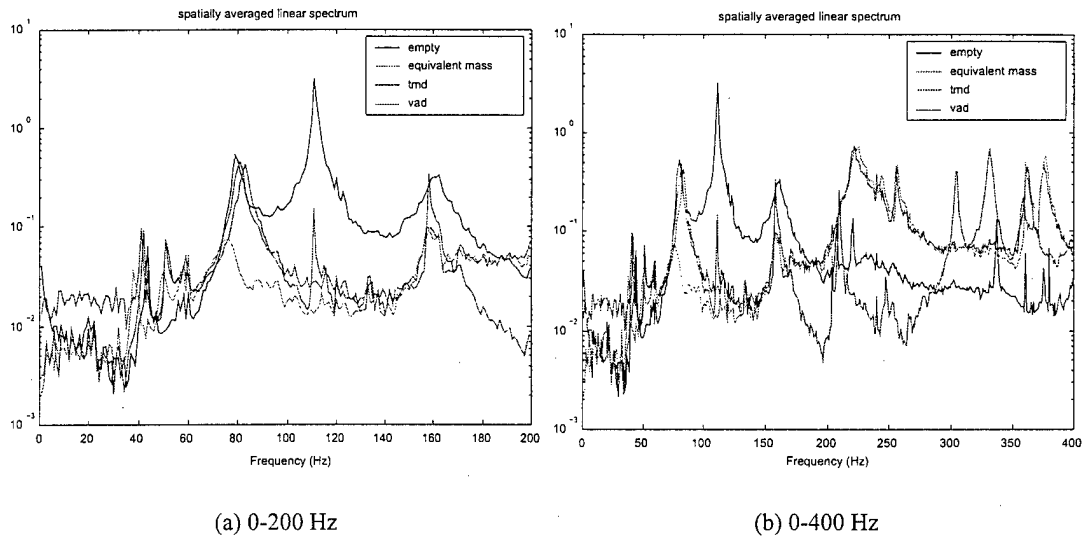 spatially averaged linear spectrum
empty
equivalent mass
tmd
vad
10^1
10^0
10^-1
10^-2
10^-3
0 20 40 60 80 100 120 140 160 180 200
Frequency (Hz)
(a) 0-200 Hz
spatially averaged linear spectrum
empty
equivalent mass
tmd
vad
10^1
10^0
10^-1
10^-2
10^-3
0 50 100 150 200 250 300 350 400
Frequency (Hz)
(b) 0-400 Hz